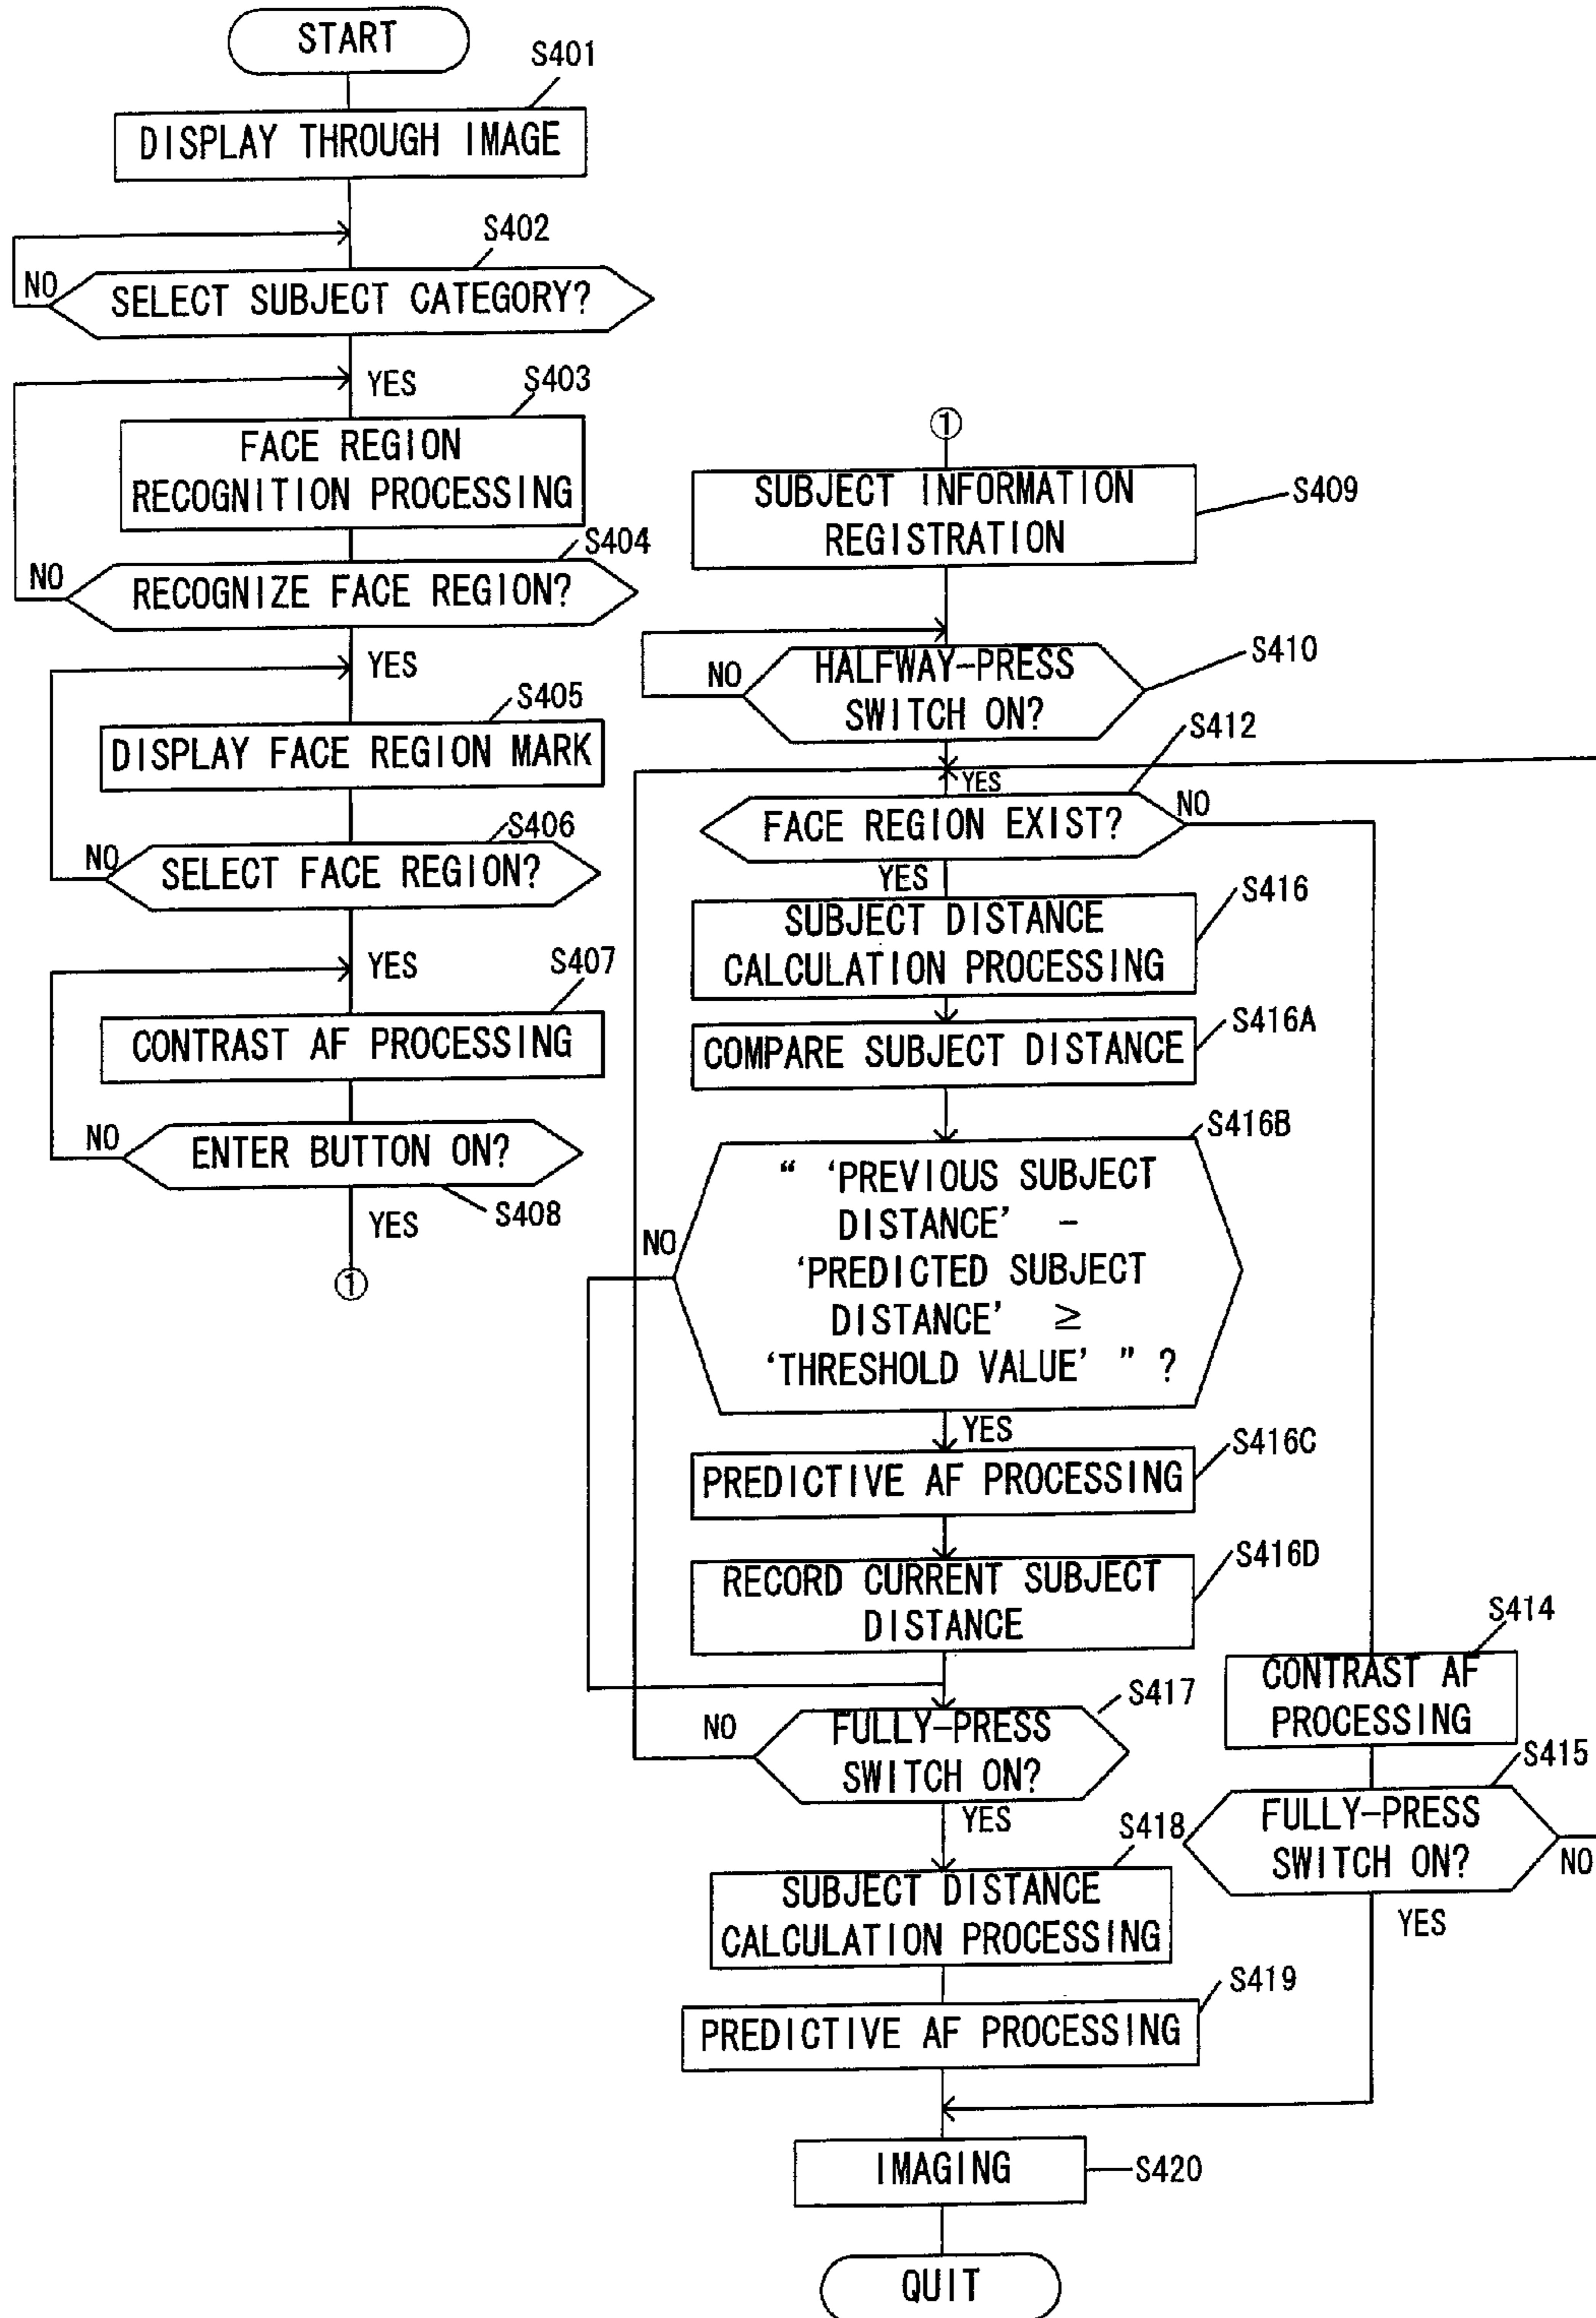 START
S401
DISPLAY THROUGH IMAGE
S402
NO
SELECT SUBJECT CATEGORY?
YES
S403
FACE REGION
RECOGNITION PROCESSING
S404
NO
RECOGNIZE FACE REGION?
YES
S405
DISPLAY FACE REGION MARK
S406
NO
SELECT FACE REGION?
YES
S407
CONTRAST AF PROCESSING
NO
ENTER BUTTON ON?
S408
YES
①
①
SUBJECT INFORMATION
REGISTRATION
S409
NO
HALFWAY-PRESS
SWITCH ON?
S410
S412
YES
FACE REGION EXIST?
NO
YES
SUBJECT DISTANCE
CALCULATION PROCESSING
S416
COMPARE SUBJECT DISTANCE
S416A
S416B
“ ‘PREVIOUS SUBJECT
DISTANCE’ −
‘PREDICTED SUBJECT
DISTANCE’ ≥
‘THRESHOLD VALUE’ ” ?
NO
YES
S416C
PREDICTIVE AF PROCESSING
S416D
RECORD CURRENT SUBJECT
DISTANCE
S417
NO
FULLY-PRESS
SWITCH ON?
YES
S414
CONTRAST AF
PROCESSING
S415
FULLY-PRESS
SWITCH ON?
NO
YES
S418
SUBJECT DISTANCE
CALCULATION PROCESSING
S419
PREDICTIVE AF PROCESSING
IMAGING
S420
QUIT